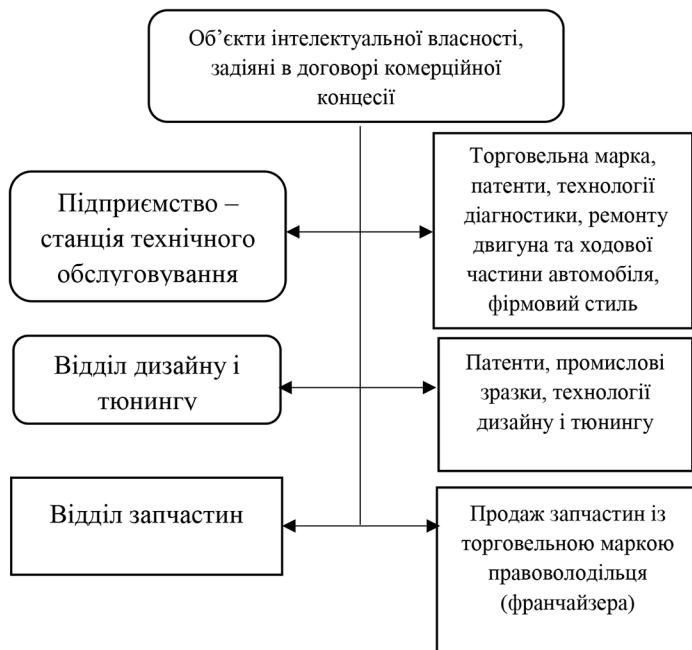 Об’єкти інтелектуальної власності,
задіяні в договорі комерційної
концесії
Підприємство –
станція технічного
обслуговування
Торговельна марка,
патенти, технології
діагностики, ремонту
двигуна та ходової
частини автомобіля,
фірмовий стиль
Відділ дизайну і
тюнингу
Патенти, промислові
зразки, технології
дизайну і тюнингу
Відділ запчастин
Продаж запчастин із
торговельною маркою
правоволодільця
(франчайзера)